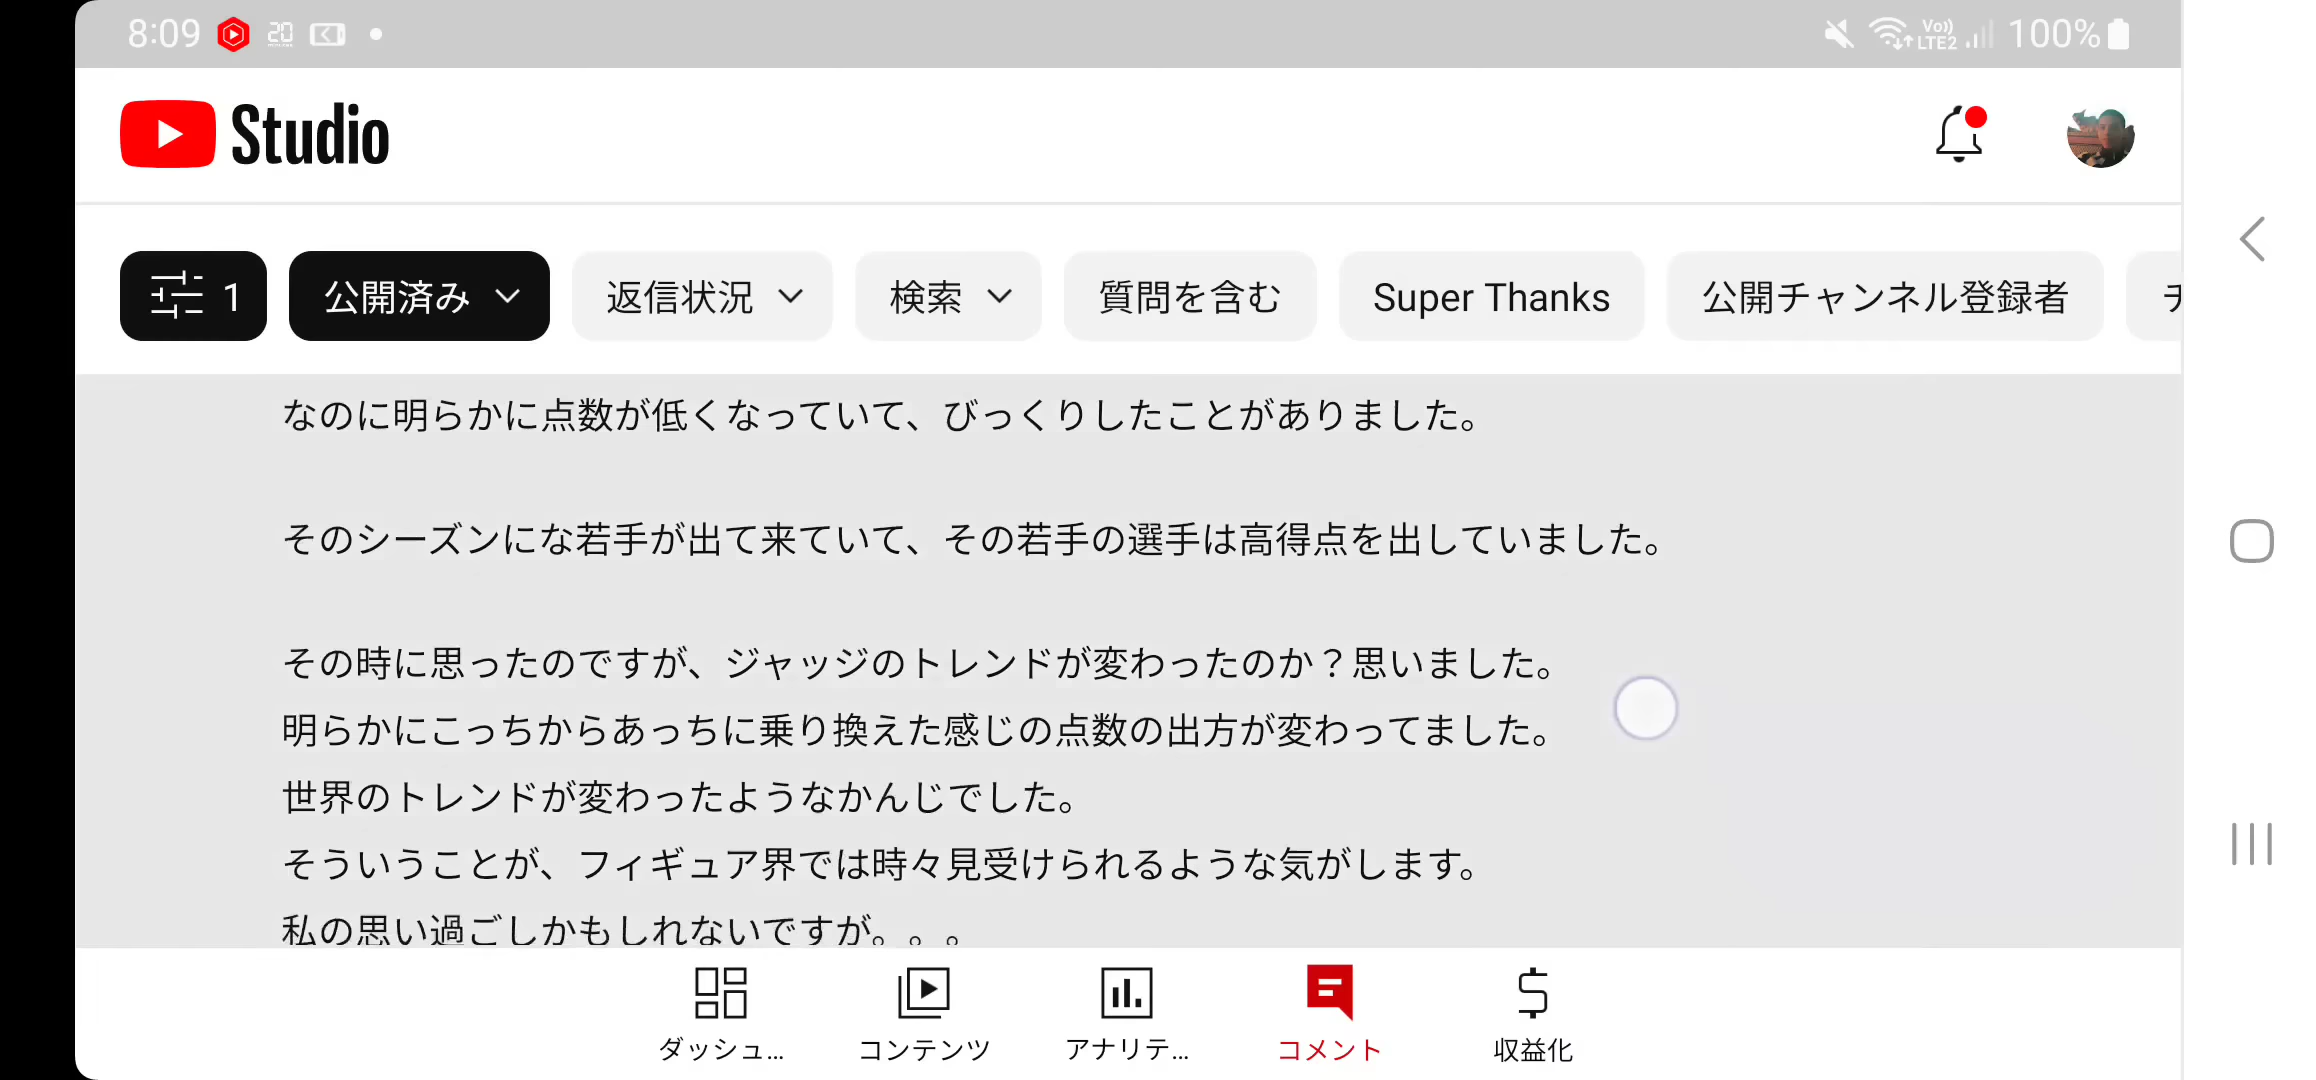 8:09 20 Vo)) LTE2 100%
Studio
1 公開済み 返信状況 検索 質問を含む Super Thanks 公開チャンネル登録者 チ
なのに明らかに点数が低くなっていて、びっくりしたことがありました。
そのシーズンにな若手が出て来ていて、その若手の選手は高得点を出していました。
その時に思ったのですが、ジャッジのトレンドが変わったのか？思いました。
明らかにこっちからあっちに乗り換えた感じの点数の出方が変わってました。
世界のトレンドが変わったようなかんじでした。
そういうことが、フィギュア界では時々見受けられるような気がします。
私の思い過ごしかもしれないですが。。。
ダッシュ... コンテンツ アナリテ... コメント 収益化